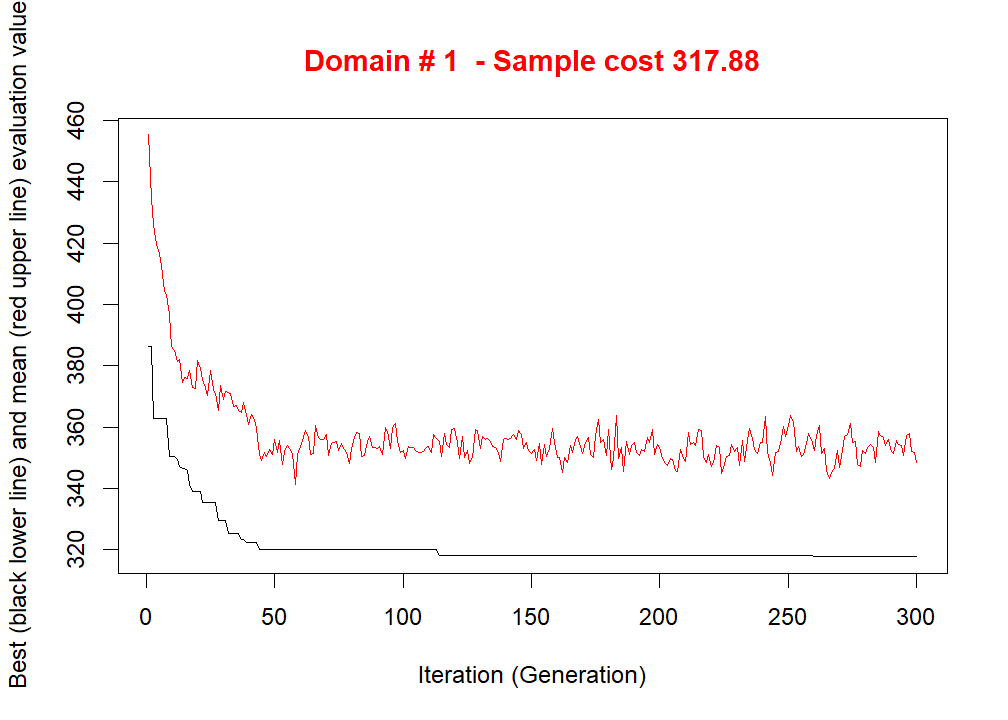 Domain # 1  - Sample cost 317.88
Best (black lower line) and mean (red upper line) evaluation value
460
440
420
400
380
360
340
320
0 50 100 150 200 250 300
Iteration (Generation)